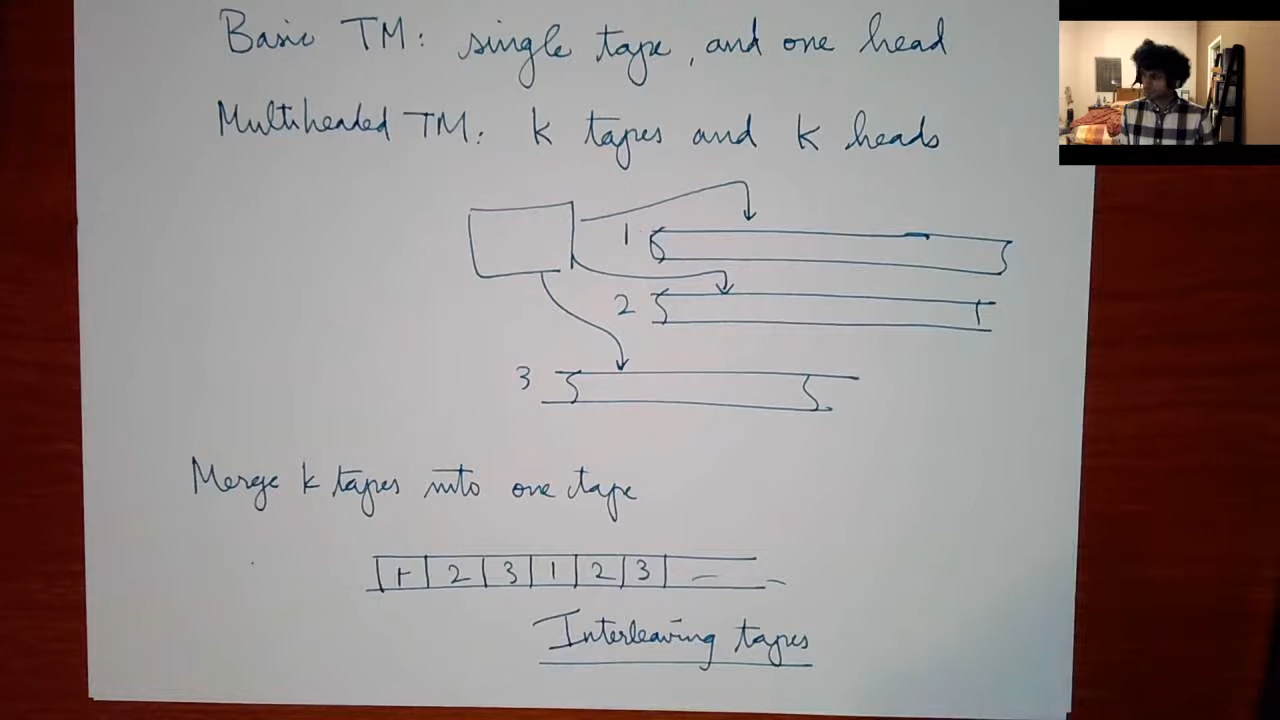 Basic TM: single tape, and one head
Multiheaded TM: k tapes and k heads
1
2
3
Merge k tapes into one tape
1 2 3 1 2 3 — —
Interleaving tapes